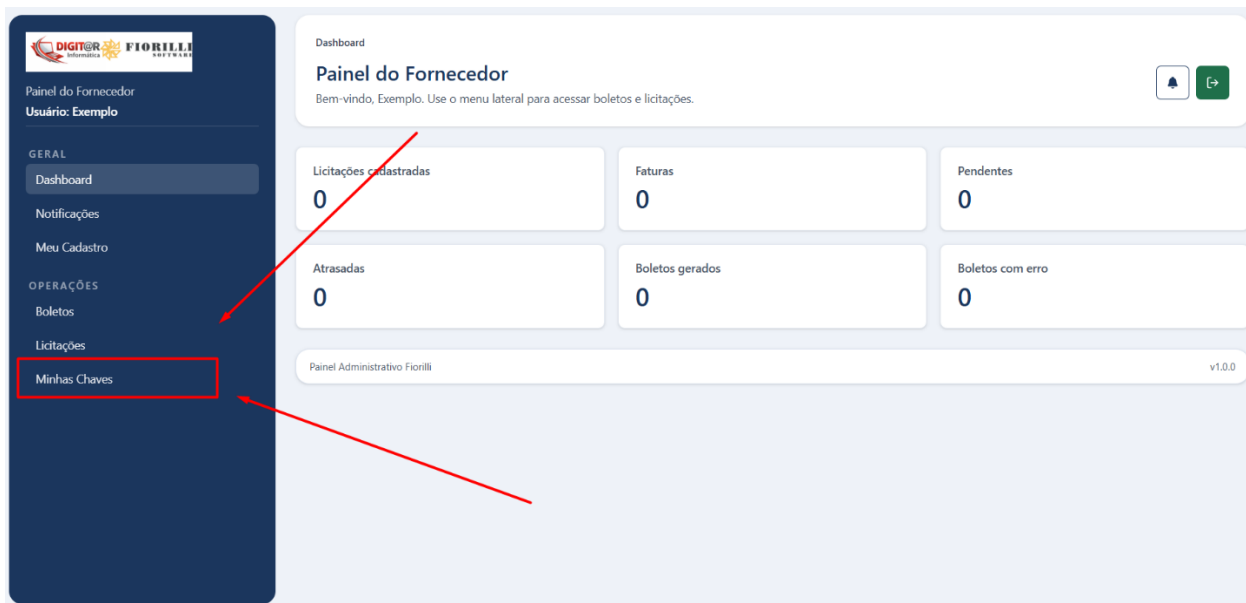 DIGIT@R
Informática
FIORILLI
SOFTWARE
Painel do Fornecedor
Usuário: Exemplo
GERAL
Dashboard
Notificações
Meu Cadastro
OPERAÇÕES
Boletos
Licitações
Minhas Chaves
Dashboard
Painel do Fornecedor
Bem-vindo, Exemplo. Use o menu lateral para acessar boletos e licitações.
Licitações cadastradas
0
Faturas
0
Pendentes
0
Atrasadas
0
Boletos gerados
0
Boletos com erro
0
Painel Administrativo Fiorilli
v1.0.0